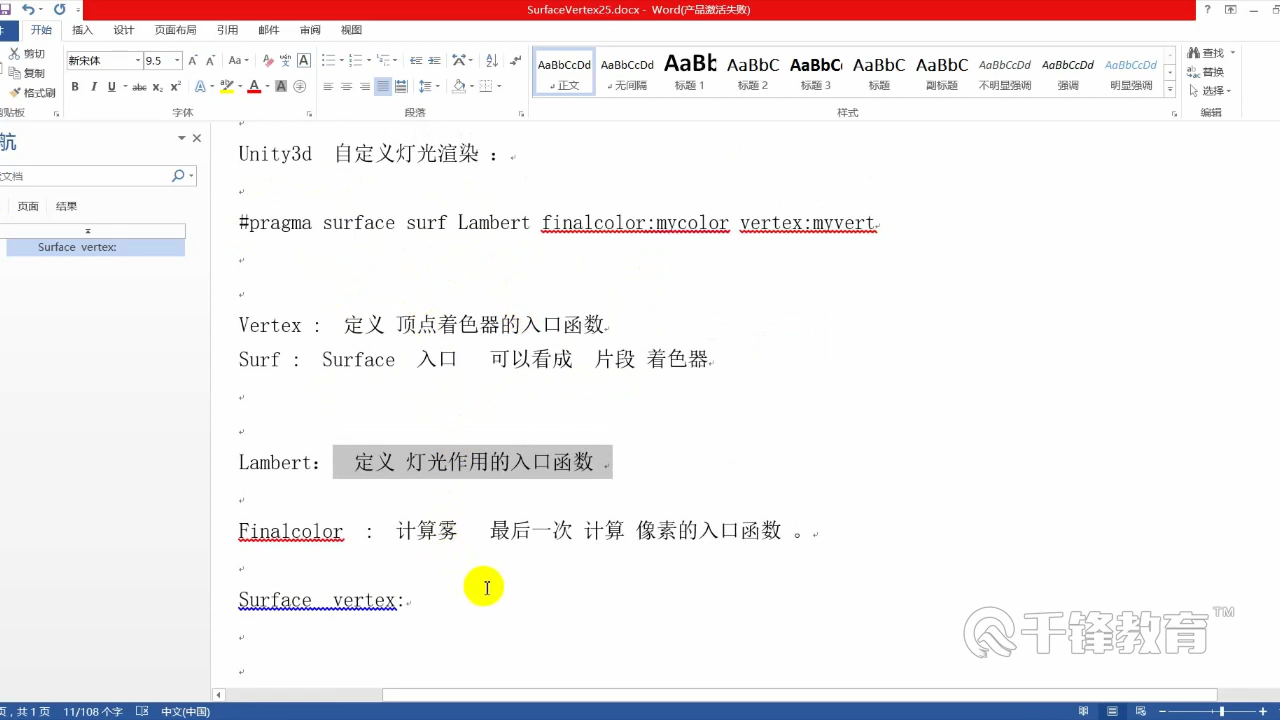 SurfaceVertex25.docx - Word(产品激活失败)
开始 插入 设计 页面布局 引用 邮件 审阅 视图
剪切
复制
格式刷
新宋体 9.5
字体
段落
AaBbCcDd 正文
AaBbCcDd 无间隔
AaBb 标题 1
AaBbC 标题 2
AaBbC 标题 3
AaBbC 标题
AaBbC 副标题
AaBbCcDd 不明显强调
AaBbCcDd 强调
AaBbCcDd 明显强调
样式
查找
替换
选择
编辑
航
页面 结果
Surface vertex:
Unity3d 自定义灯光渲染 :
#pragma surface surf Lambert finalcolor:mycolor vertex:myvert
Vertex : 定义 顶点着色器的入口函数
Surf : Surface 入口 可以看成 片段 着色器
Lambert: 定义 灯光作用的入口函数
Finalcolor : 计算雾 最后一次 计算 像素的入口函数 。
Surface vertex:
千锋教育™
页,共 1 页 11/108 个字 中文(中国)